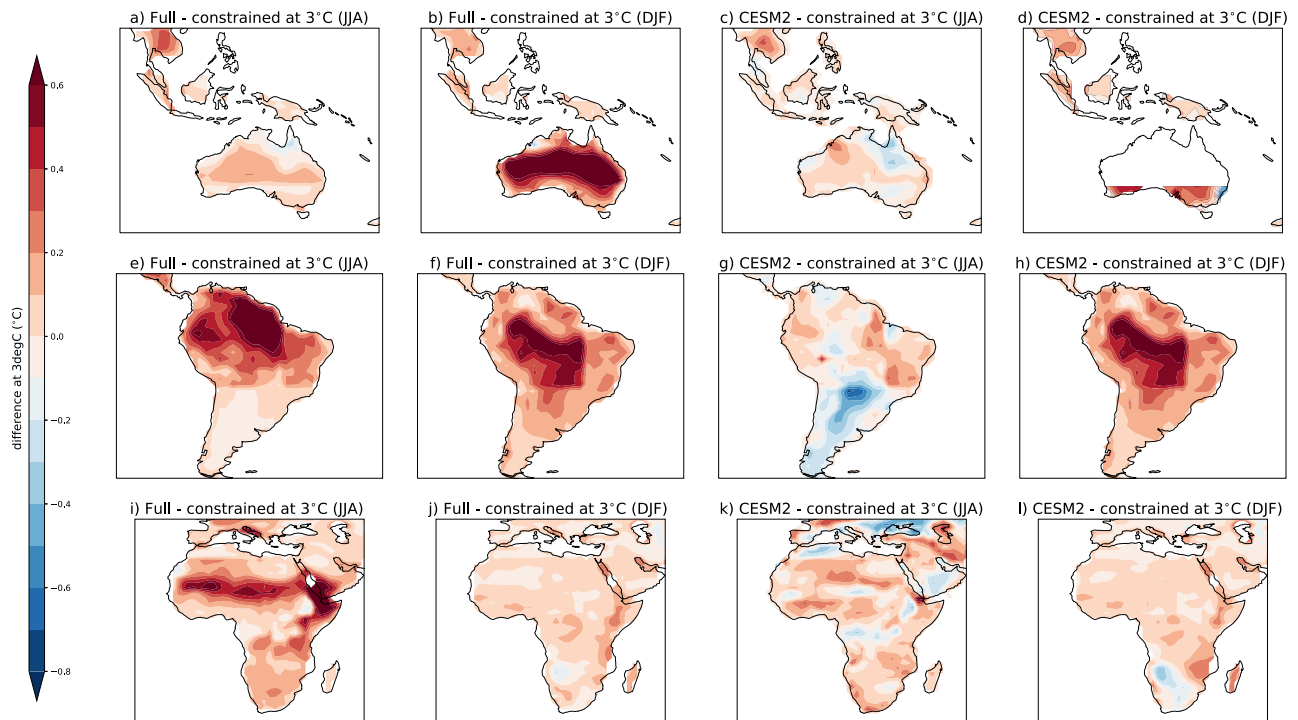 a) Full - constrained at 3°C (JJA)
b) Full - constrained at 3°C (DJF)
c) CESM2 - constrained at 3°C (JJA)
d) CESM2 - constrained at 3°C (DJF)
difference at 3degC (°C)
0.6
0.4
0.2
0.0
−0.2
−0.4
−0.6
−0.8
e) Full - constrained at 3°C (JJA)
f) Full - constrained at 3°C (DJF)
g) CESM2 - constrained at 3°C (JJA)
h) CESM2 - constrained at 3°C (DJF)
i) Full - constrained at 3°C (JJA)
j) Full - constrained at 3°C (DJF)
k) CESM2 - constrained at 3°C (JJA)
l) CESM2 - constrained at 3°C (DJF)